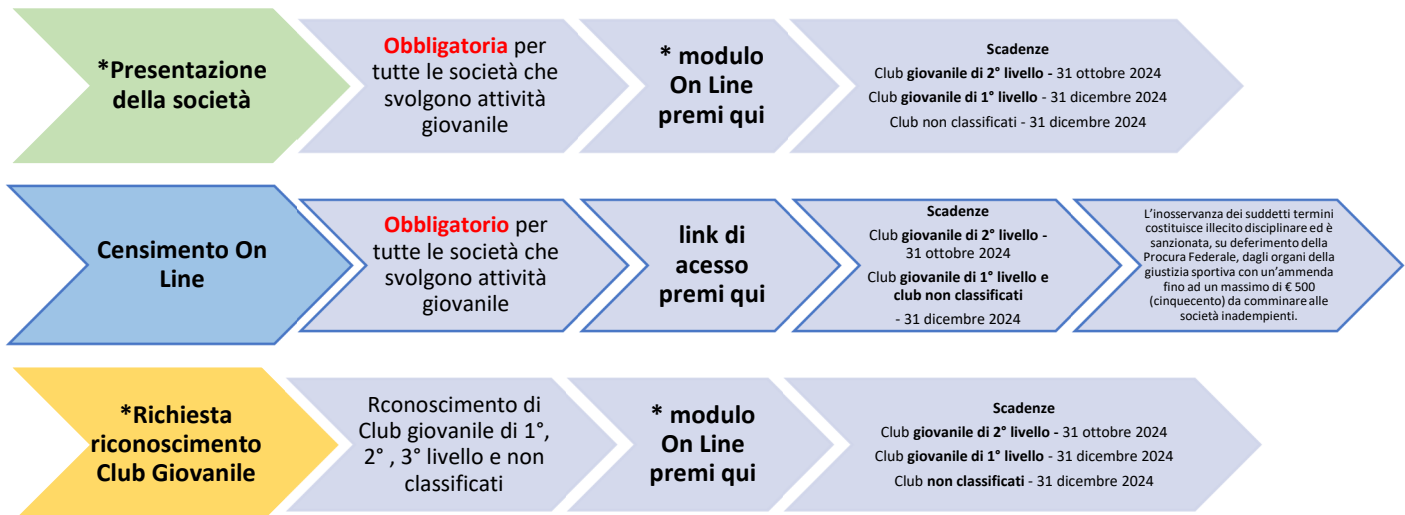 *Presentazione
della società
Obbligatoria per
tutte le società che
svolgono attività
giovanile
* modulo
On Line
premi qui
Scadenze
Club giovanile di 2° livello - 31 ottobre 2024
Club giovanile di 1° livello - 31 dicembre 2024
Club non classificati - 31 dicembre 2024
Censimento On
Line
Obbligatorio per
tutte le società che
svolgono attività
giovanile
link di
acesso
premi qui
Scadenze
Club giovanile di 2° livello -
31 ottobre 2024
Club giovanile di 1° livello e
club non classificati
- 31 dicembre 2024
L'inosservanza dei suddetti termini
costituisce illecito disciplinare ed è
sanzionata, su deferimento della
Procura Federale, dagli organi della
giustizia sportiva con un'ammenda
fino ad un massimo di € 500
(cinquecento) da comminare alle
società inadempienti.
*Richiesta
riconoscimento
Club Giovanile
Rconoscimento di
Club giovanile di 1°,
2° , 3° livello e non
classificati
* modulo
On Line
premi qui
Scadenze
Club giovanile di 2° livello - 31 ottobre 2024
Club giovanile di 1° livello - 31 dicembre 2024
Club non classificati - 31 dicembre 2024